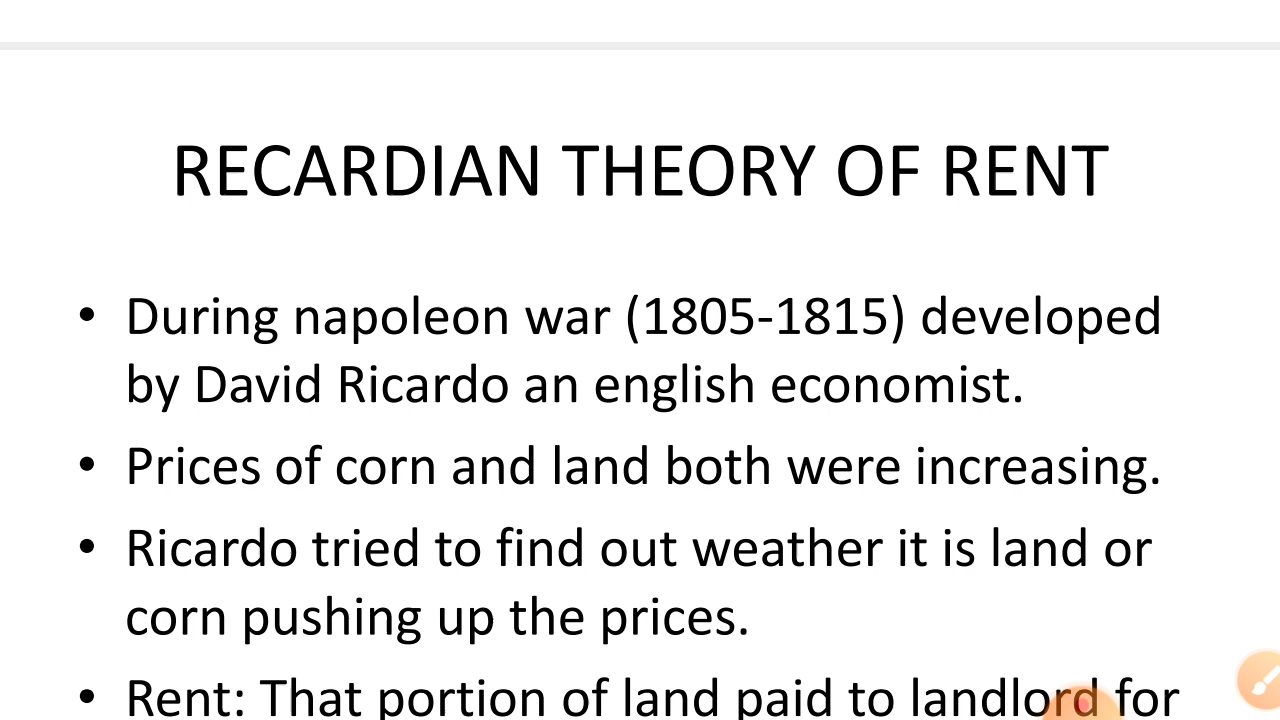 RECARDIAN THEORY OF RENT
• During napoleon war (1805-1815) developed
by David Ricardo an english economist.
• Prices of corn and land both were increasing.
• Ricardo tried to find out weather it is land or
corn pushing up the prices.
• Rent: That portion of land paid to landlord for